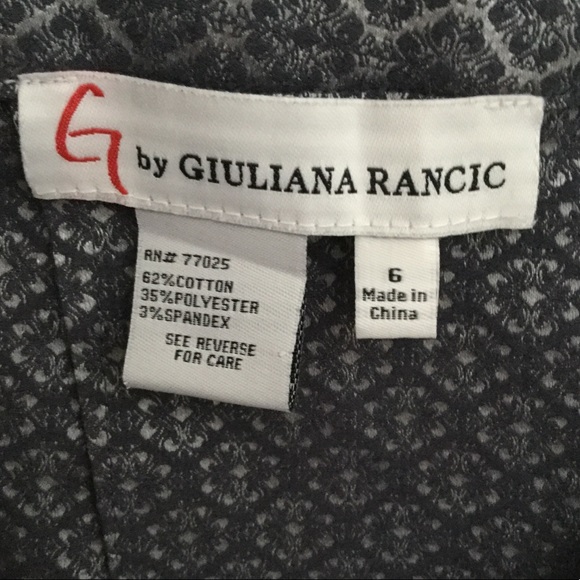 G by GIULIANA RANCIC
RN# 77025
62%COTTON
35%POLYESTER
3%SPANDEX
SEE REVERSE
FOR CARE
6
Made in
China